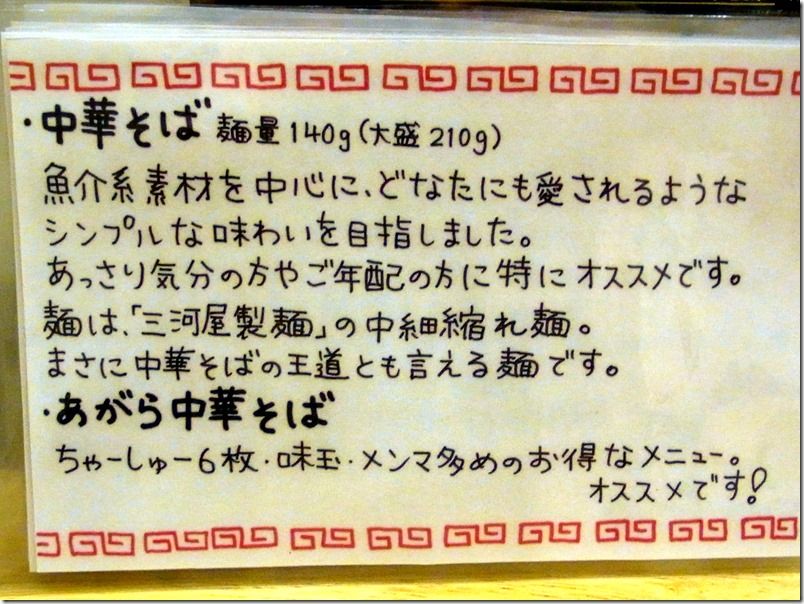 ・中華そば 麺量140g(大盛210g)
魚介系素材を中心に、どなたにも愛されるような
シンプルな味わいを目指しました。
あっさり気分の方やご年配の方に特にオススメです。
麺は、「三河屋製麺」の中細縮れ麺。
まさに中華そばの王道とも言える麺です。
・あがら中華そば
ちゃーしゅー6枚・味玉・メンマ多めのお得なメニュー。
オススメです!